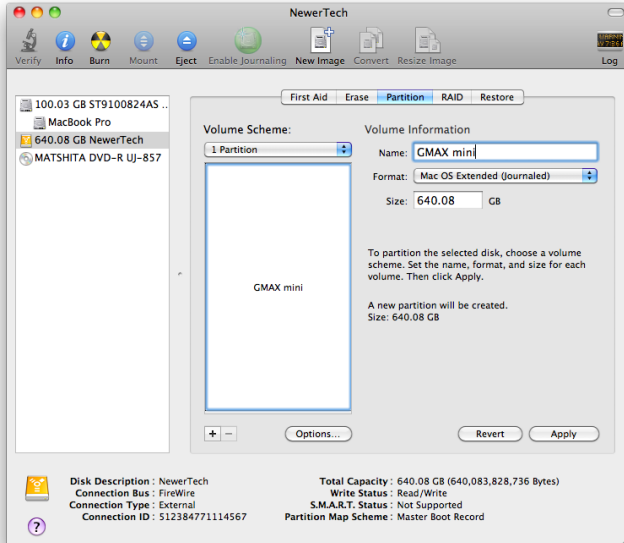 NewerTech
Verify Info Burn Mount Eject Enable Journaling New Image Convert Resize Image Log
First Aid Erase Partition RAID Restore
100.03 GB ST9100824AS ..
MacBook Pro
640.08 GB NewerTech
MATSHITA DVD-R UJ-857
Volume Scheme:
1 Partition
GMAX mini
+ −
Options...
Volume Information
Name: GMAX mini
Format: Mac OS Extended (Journaled)
Size: 640.08 GB
To partition the selected disk, choose a volume
scheme. Set the name, format, and size for each
volume. Then click Apply.
A new partition will be created.
Size: 640.08 GB
Revert Apply
Disk Description : NewerTech
Connection Bus : FireWire
Connection Type : External
Connection ID : 512384771114567
Total Capacity : 640.08 GB (640,083,828,736 Bytes)
Write Status : Read/Write
S.M.A.R.T. Status : Not Supported
Partition Map Scheme : Master Boot Record
?